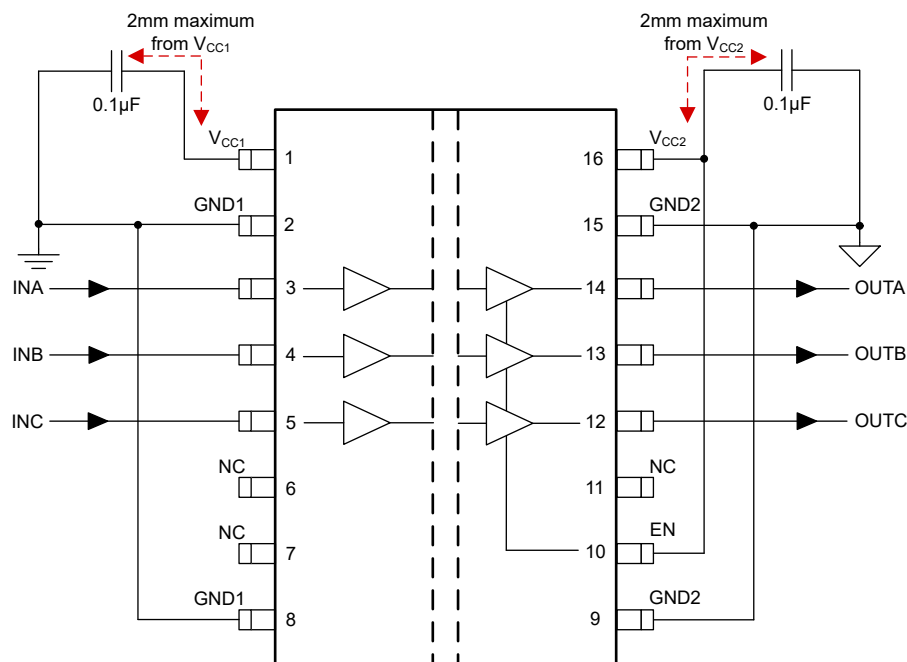 2mm maximum
from VCC1
0.1µF
2mm maximum
from VCC2
0.1µF
VCC1
1
16
VCC2
GND1
2
15
GND2
INA
3
14
OUTA
INB
4
13
OUTB
INC
5
12
OUTC
NC
6
11
NC
NC
7
10
EN
GND1
8
9
GND2